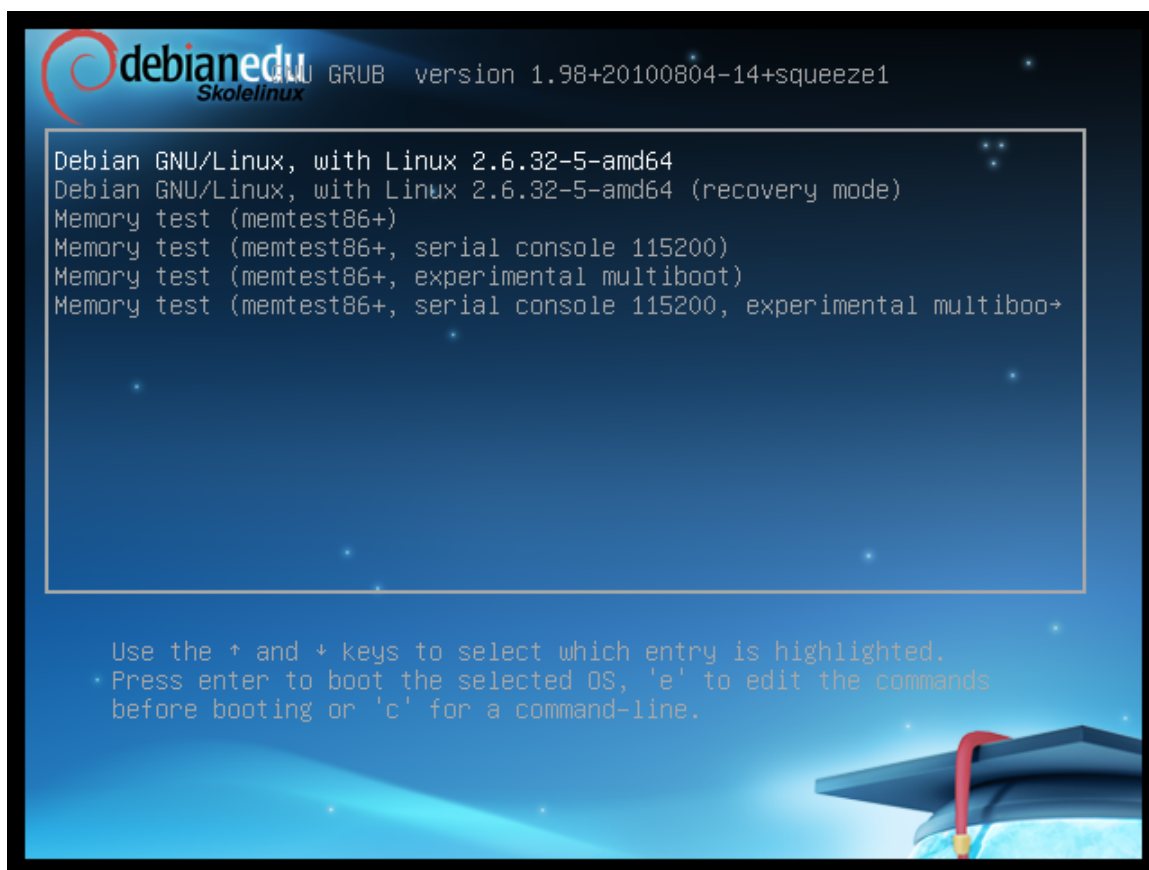 debianedu
Skolelinux
GNU GRUB version 1.98+20100804-14+squeeze1
Debian GNU/Linux, with Linux 2.6.32-5-amd64
Debian GNU/Linux, with Linux 2.6.32-5-amd64 (recovery mode)
Memory test (memtest86+)
Memory test (memtest86+, serial console 115200)
Memory test (memtest86+, experimental multiboot)
Memory test (memtest86+, serial console 115200, experimental multiboo→
Use the ↑ and ↓ keys to select which entry is highlighted.
Press enter to boot the selected OS, 'e' to edit the commands
before booting or 'c' for a command-line.